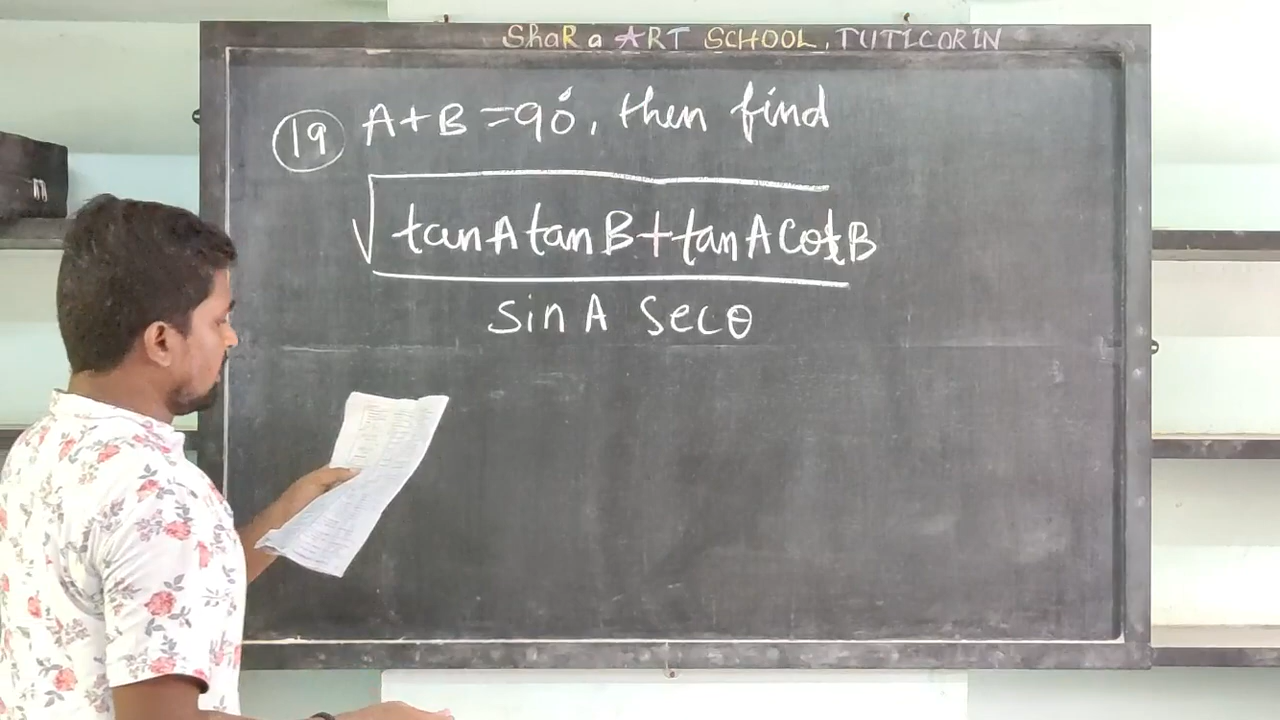 ShaRa ART SCHOOL, TUTICORIN
19 A+B=90°, then find
√tanA tanB+tanA CotB
sin A Secθ